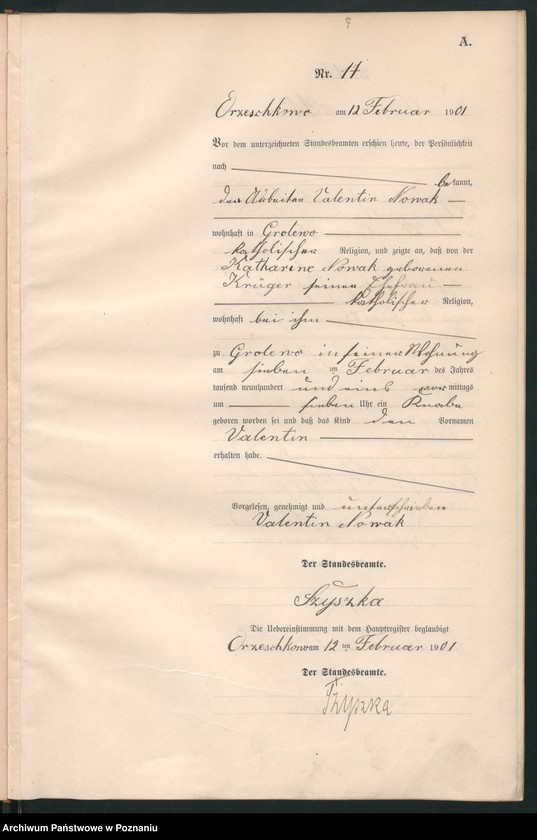 7
A.
Nr. 14
Orzeschkowo am 12 Februar 1901
Vor dem unterzeichneten Standesbeamten erschien heute, der Persönlichkeit
nach
bekannt,
der Arbeiter Valentin Nowak
wohnhaft in Grolewo
katholischer Religion, und zeigte an, daß von der
Katharine Nowak geborenen
Krüger seiner Ehefrau
katholischer Religion,
wohnhaft bei ihm
zu Grolewo in seiner Wohnung
am sieben ten Februar des Jahres
tausend neunhundert und eins vormittags
um sieben Uhr ein Knabe
geboren worden sei und daß das Kind den Vornamen
Valentin
erhalten habe.
Vorgelesen, genehmigt und unterschrieben
Valentin Nowak
Der Standesbeamte.
Szyszka
Die Uebereinstimmung mit dem Hauptregister beglaubigt
Orzeschkowo am 12 ten Februar 1901
Der Standesbeamte.
Szyszka
Archiwum Państwowe w Poznaniu